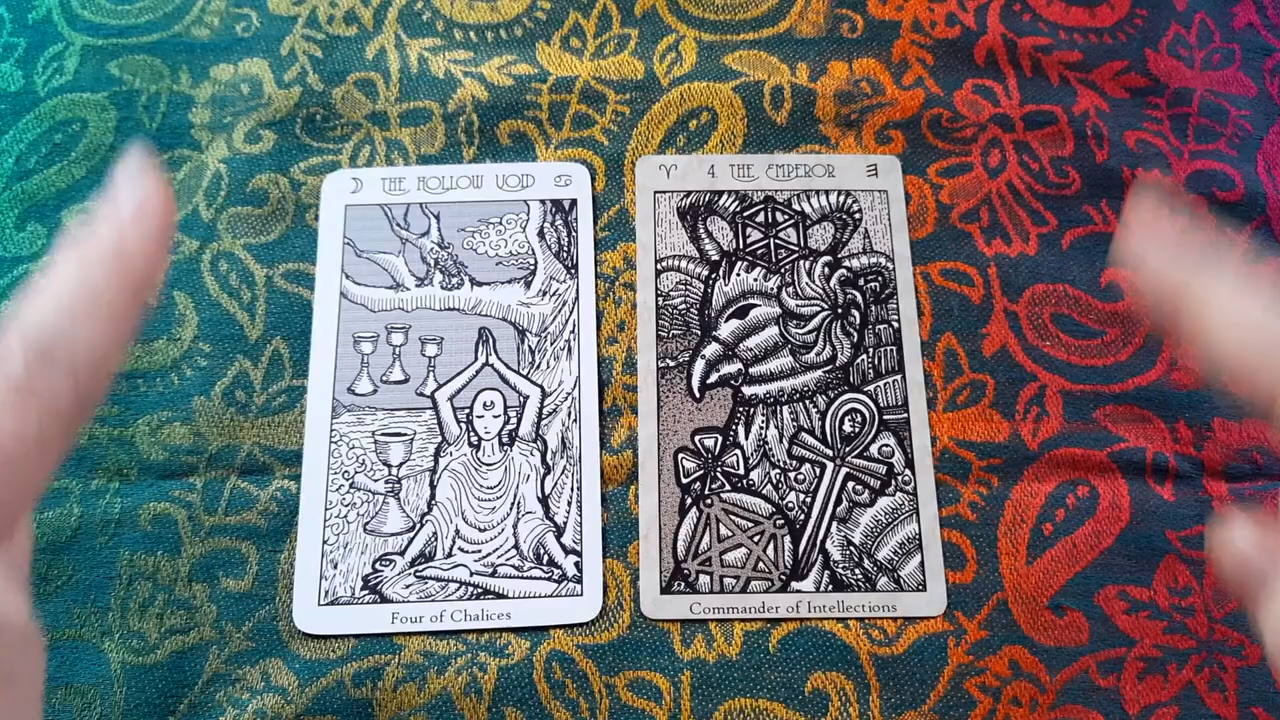 THE HOLLOW VOID
Four of Chalices
4. THE EMPEROR
Commander of Intellections